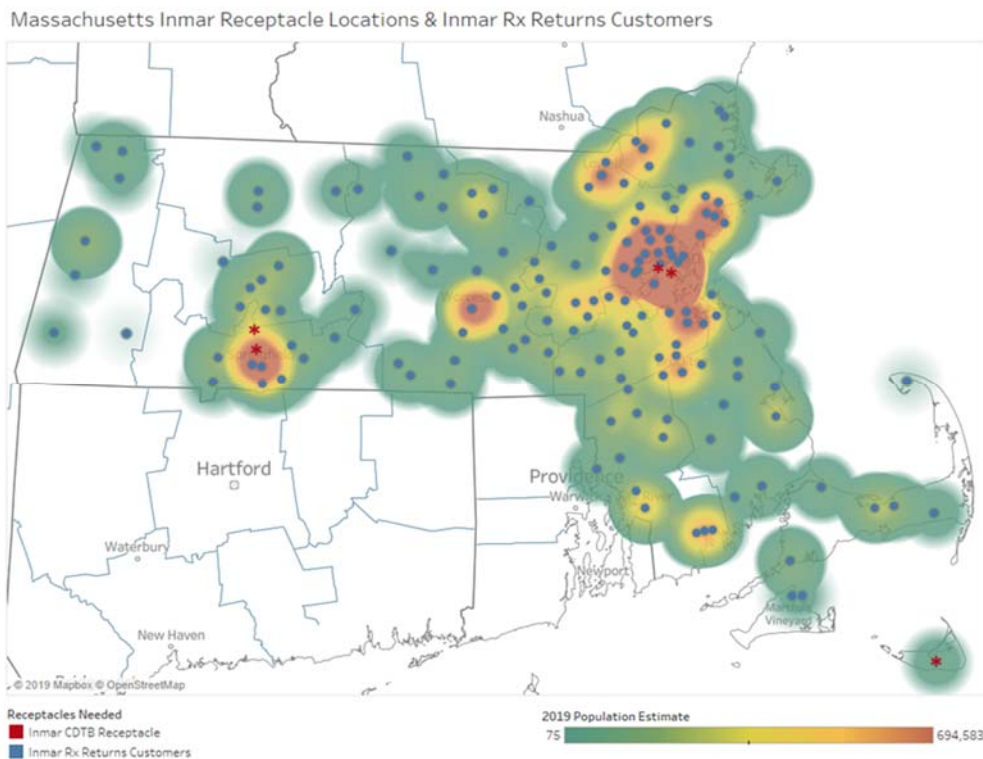 Massachusetts Inmar Receptacle Locations & Inmar Rx Returns Customers
Nashua
Hartford
Providence
Warwick
Waterbury
Newport
Martha's
Vineyard
New Haven
© 2019 Mapbox © OpenStreetMap
Receptacles Needed
Inmar CDTB Receptacle
Inmar Rx Returns Customers
2019 Population Estimate
75
694,583